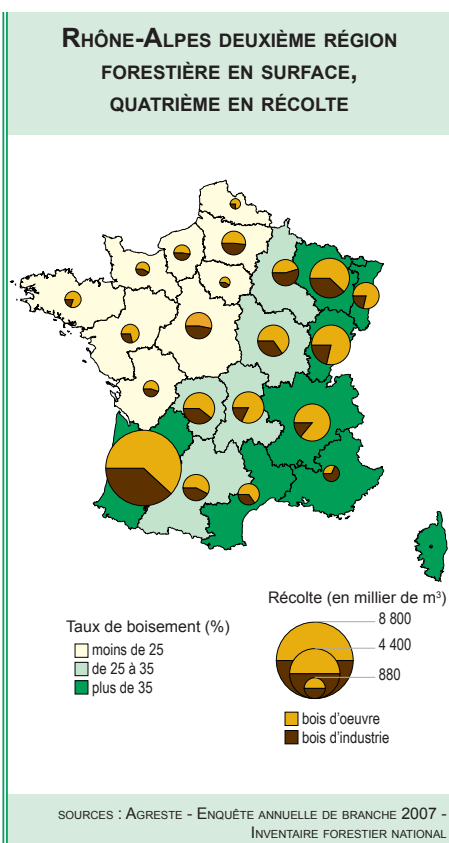 RHÔNE-ALPES DEUXIÈME RÉGION
FORESTIÈRE EN SURFACE,
QUATRIÈME EN RÉCOLTE
Récolte (en millier de m³)
8 800
4 400
880
Taux de boisement (%)
moins de 25
de 25 à 35
plus de 35
bois d'oeuvre
bois d'industrie
SOURCES : AGRESTE - ENQUÊTE ANNUELLE DE BRANCHE 2007 -
INVENTAIRE FORESTIER NATIONAL